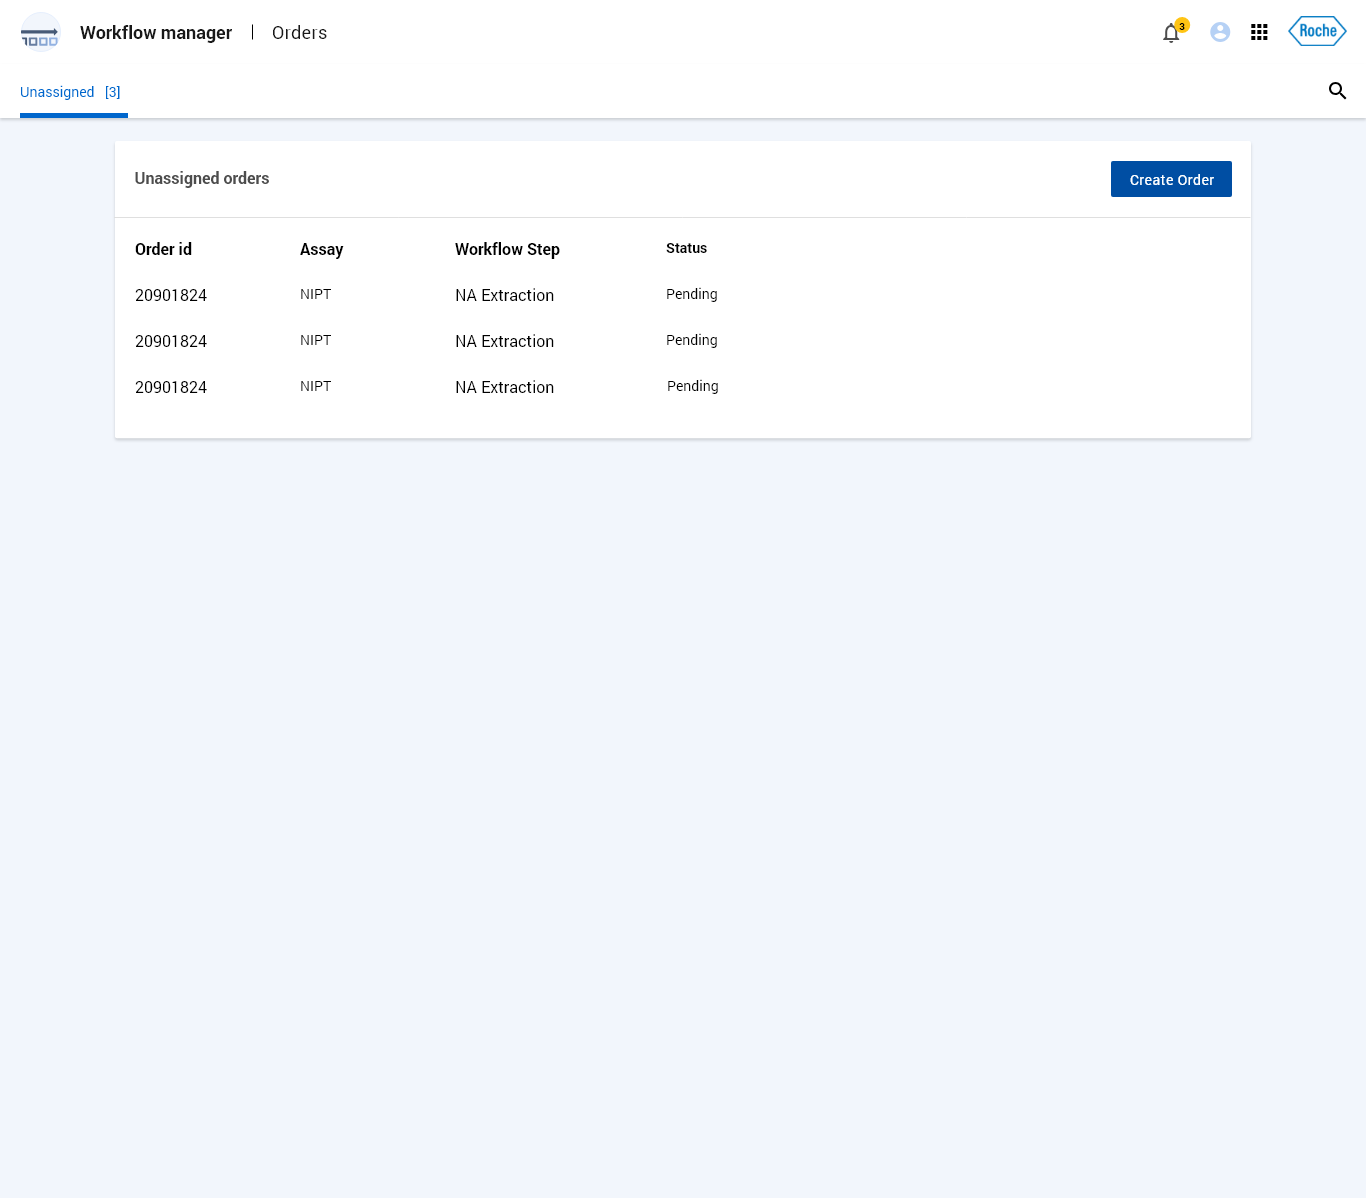 1000
Workflow manager | Orders
3
Roche
Unassigned [3]
Unassigned orders
Create Order
Order id Assay Workflow Step Status
20901824 NIPT NA Extraction Pending
20901824 NIPT NA Extraction Pending
20901824 NIPT NA Extraction Pending